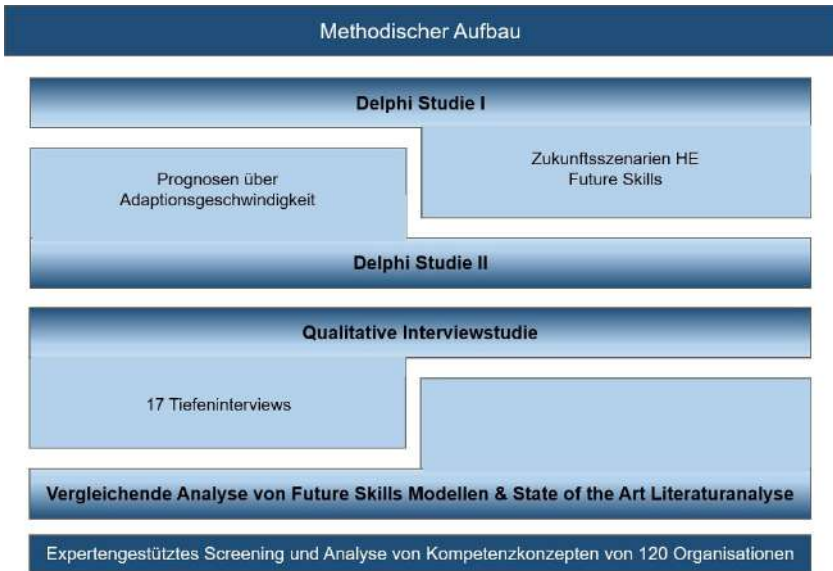 Methodischer Aufbau
Delphi Studie I
Zukunftsszenarien HE
Future Skills
Prognosen über
Adaptionsgeschwindigkeit
Delphi Studie II
Qualitative Interviewstudie
17 Tiefeninterviews
Vergleichende Analyse von Future Skills Modellen & State of the Art Literaturanalyse
Expertengestütztes Screening und Analyse von Kompetenzkonzepten von 120 Organisationen